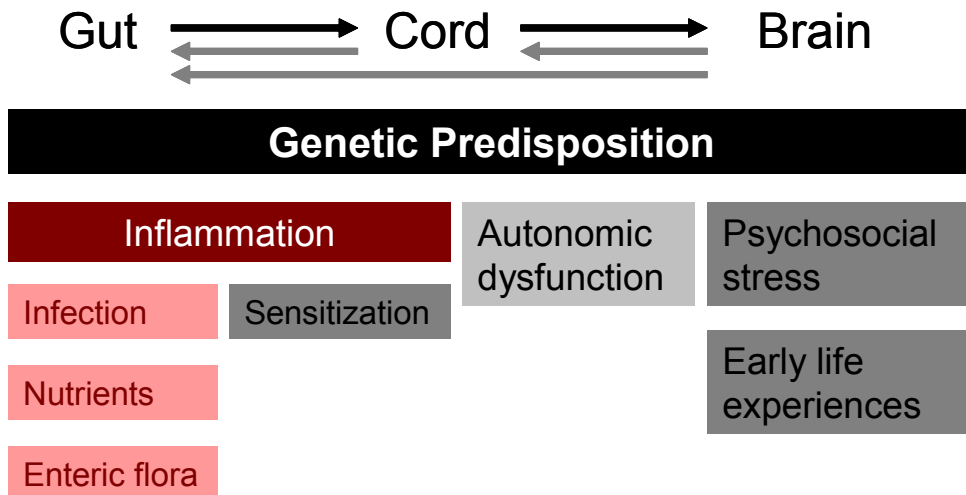 Gut Cord Brain
Genetic Predisposition
Inflammation
Autonomic
dysfunction
Psychosocial
stress
Infection
Sensitization
Early life
experiences
Nutrients
Enteric flora